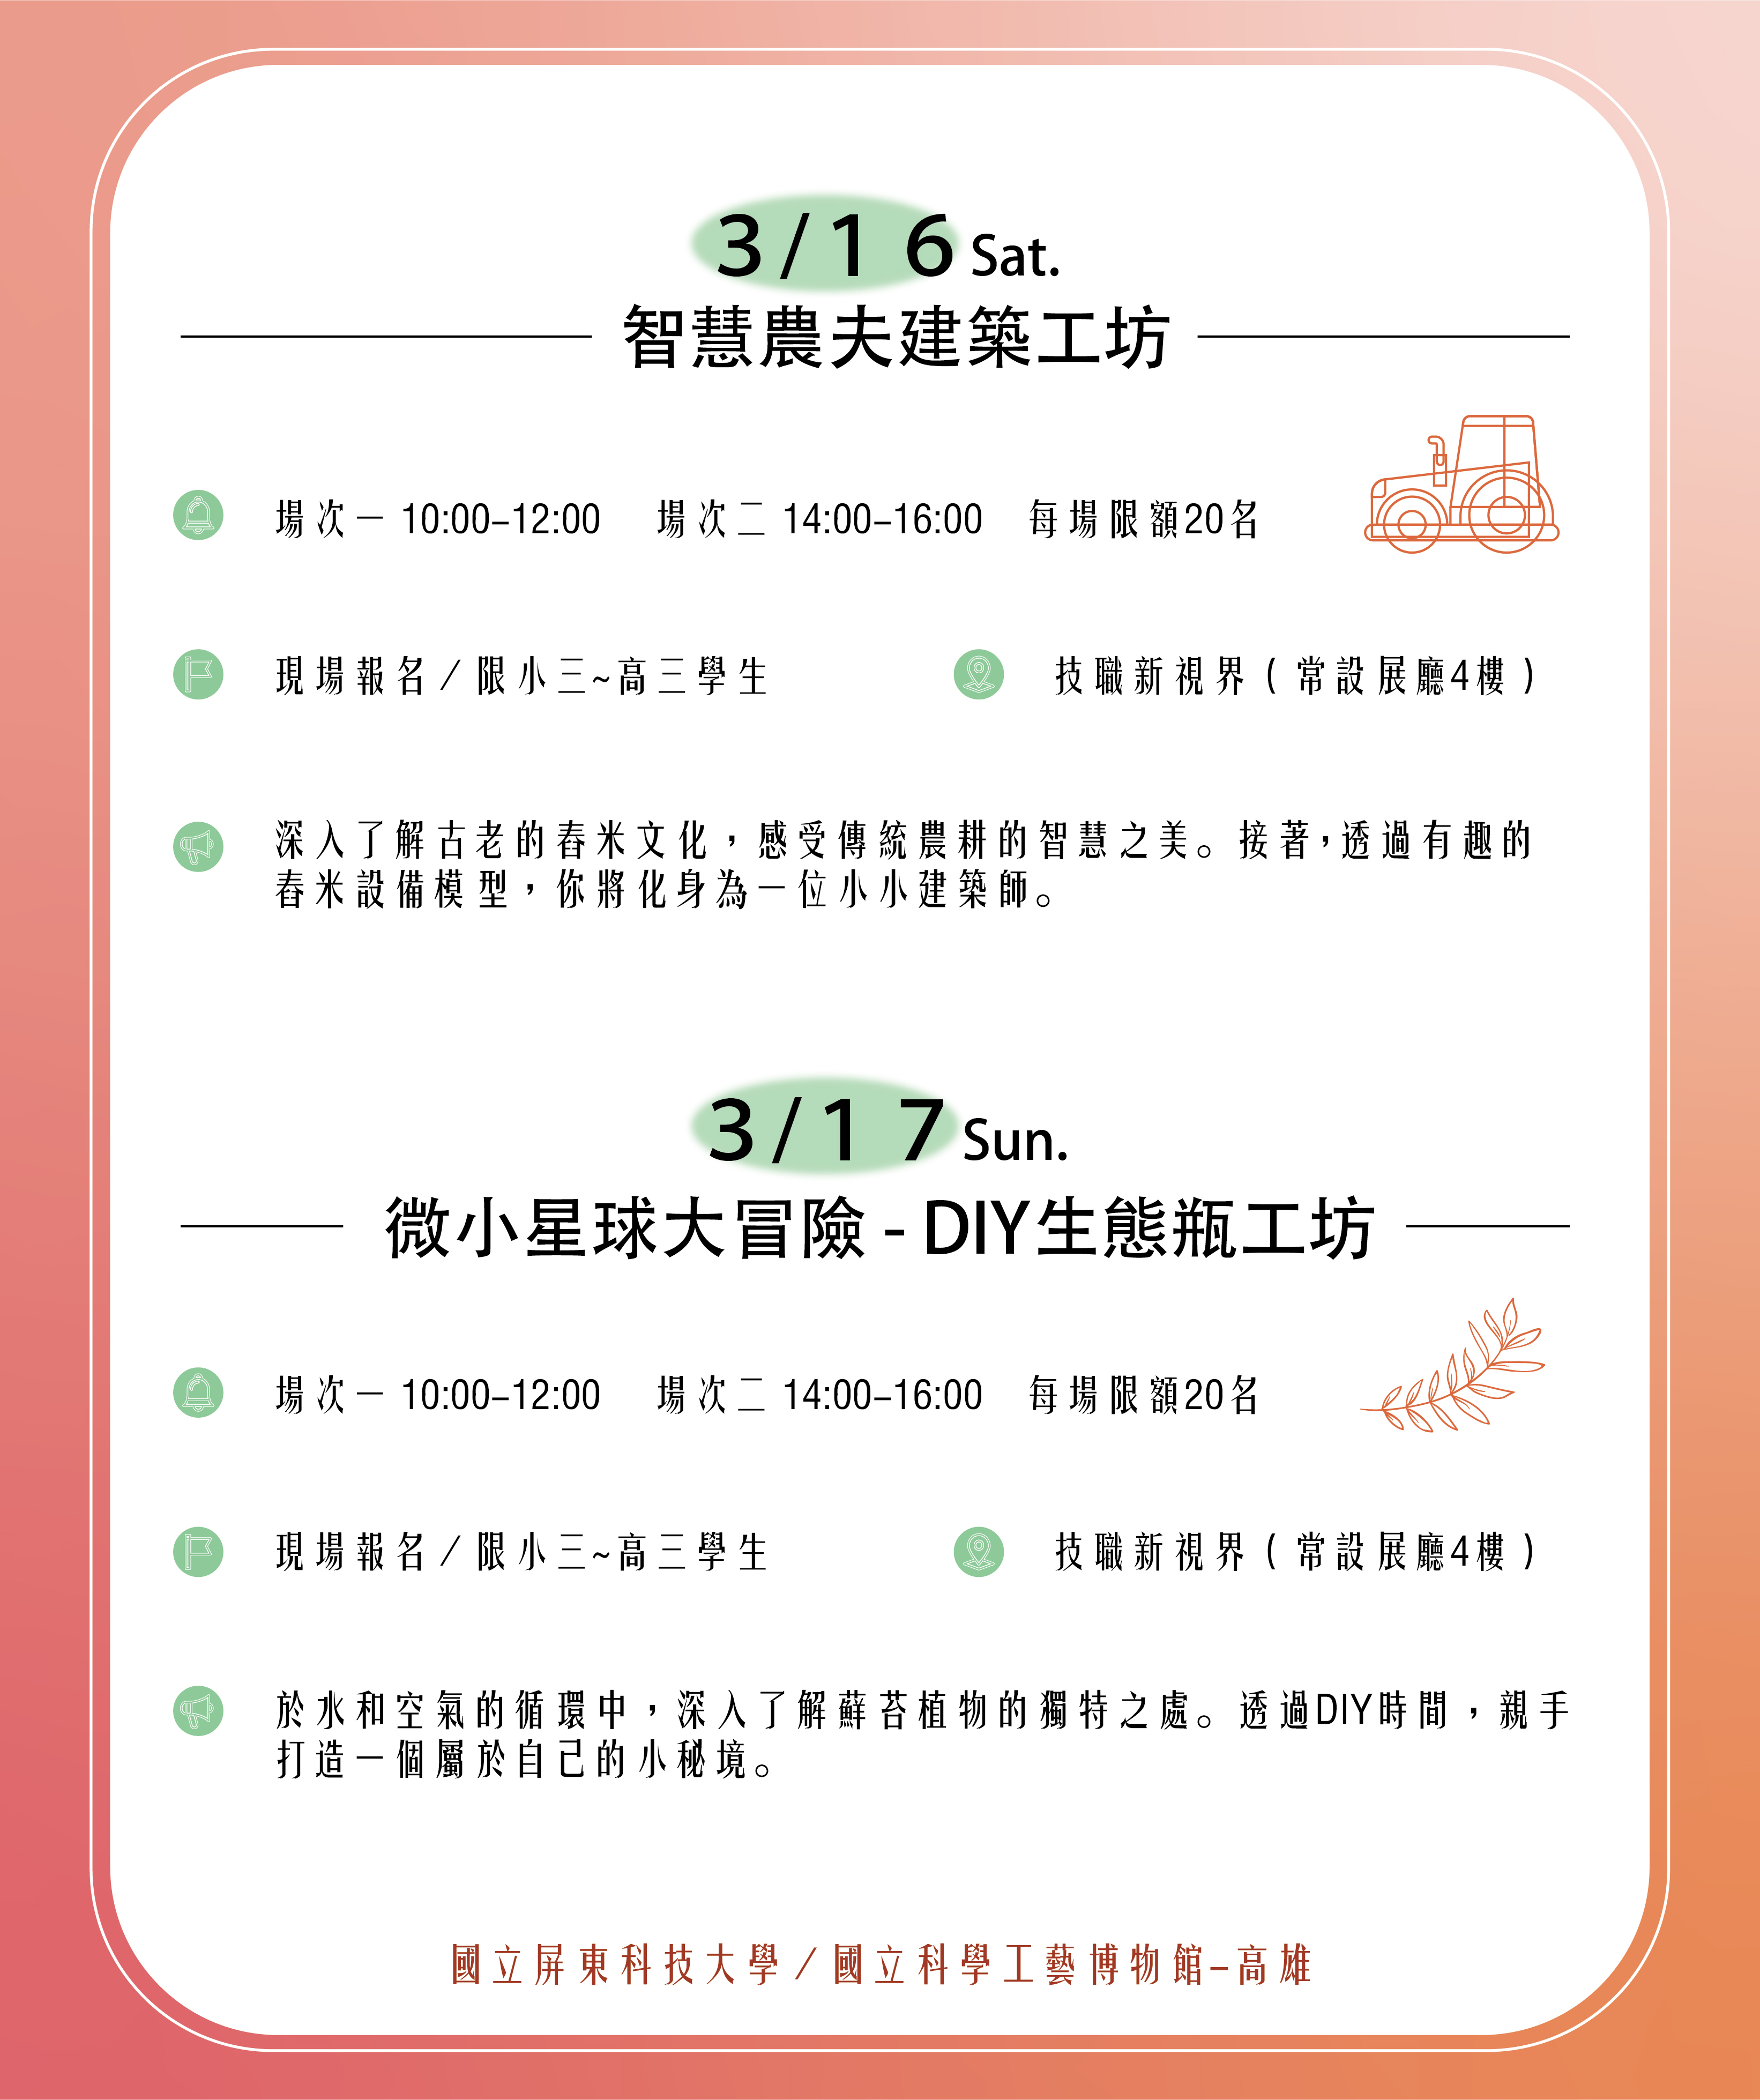 3/16 Sat.
智慧農夫建築工坊
場次一 10:00-12:00 場次二 14:00-16:00 每場限額20名
現場報名／限小三~高三學生 技職新視界（常設展廳4樓）
深入了解古老的舂米文化，感受傳統農耕的智慧之美。接著，透過有趣的
舂米設備模型，你將化身為一位小小建築師。
3/17 Sun.
微小星球大冒險 - DIY生態瓶工坊
場次一 10:00-12:00 場次二 14:00-16:00 每場限額20名
現場報名／限小三~高三學生 技職新視界（常設展廳4樓）
於水和空氣的循環中，深入了解蘚苔植物的獨特之處。透過DIY時間，親手
打造一個屬於自己的小秘境。
國立屏東科技大學／國立科學工藝博物館-高雄